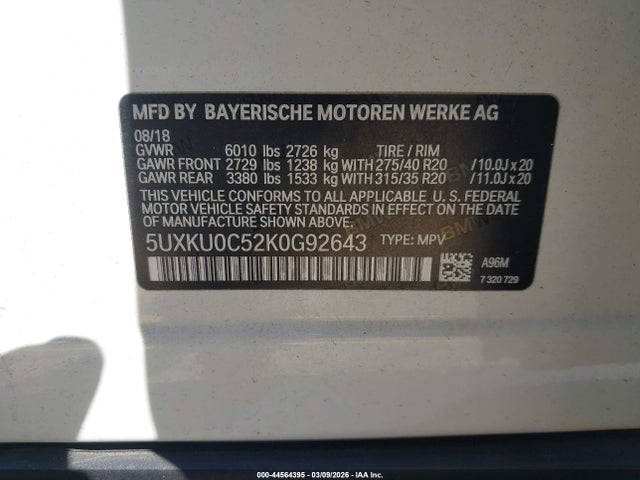 MFD BY BAYERISCHE MOTOREN WERKE AG
08/18
GVWR 6010 lbs 2726 kg TIRE / RIM
GAWR FRONT 2729 lbs 1238 kg WITH 275/40 R20 /10.0J x 20
GAWR REAR 3380 lbs 1533 kg WITH 315/35 R20 /11.0J x 20
THIS VEHICLE CONFORMS TO ALL APPLICABLE U. S. FEDERAL
MOTOR VEHICLE SAFETY STANDARDS IN EFFECT ON THE DATE
OF MANUFACTURE SHOWN ABOVE.
5UXKU0C52K0G92643 TYPE: MPV
A96M
7 320 729
000-44564395 - 03/09/2026 - IAA Inc.